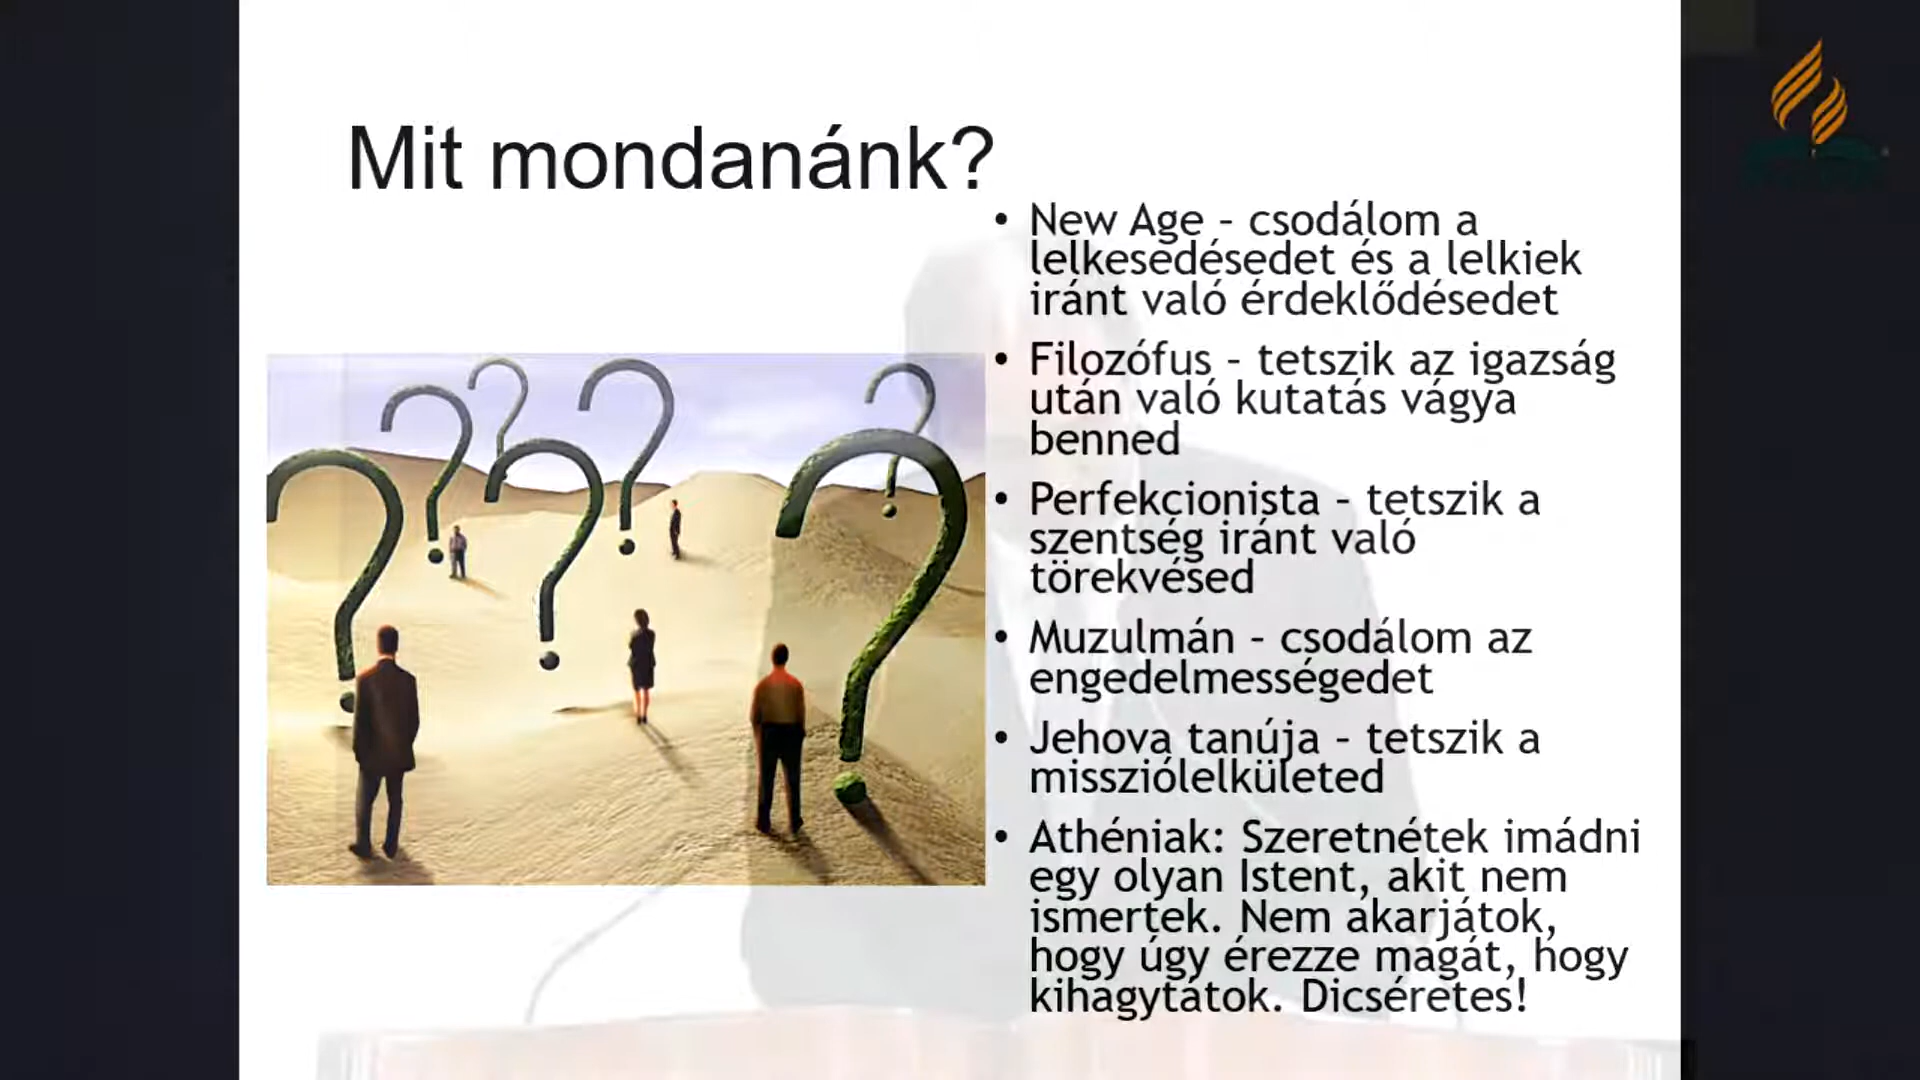 Mit mondanánk?
• New Age – csodálom a
lelkesedésedet és a lelkiek
iránt való érdeklődésedet
• Filozófus – tetszik az igazság
után való kutatás vágya
benned
• Perfekcionista – tetszik a
szentség iránt való
törekvésed
• Muzulmán – csodálom az
engedelmességedet
• Jehova tanúja – tetszik a
misszиólelkületed
• Athéniak: Szeretnétek imádni
egy olyan Istent, akit nem
ismertek. Nem akarjátok,
hogy úgy érezze magát, hogy
kihagytátok. Dicséretes!